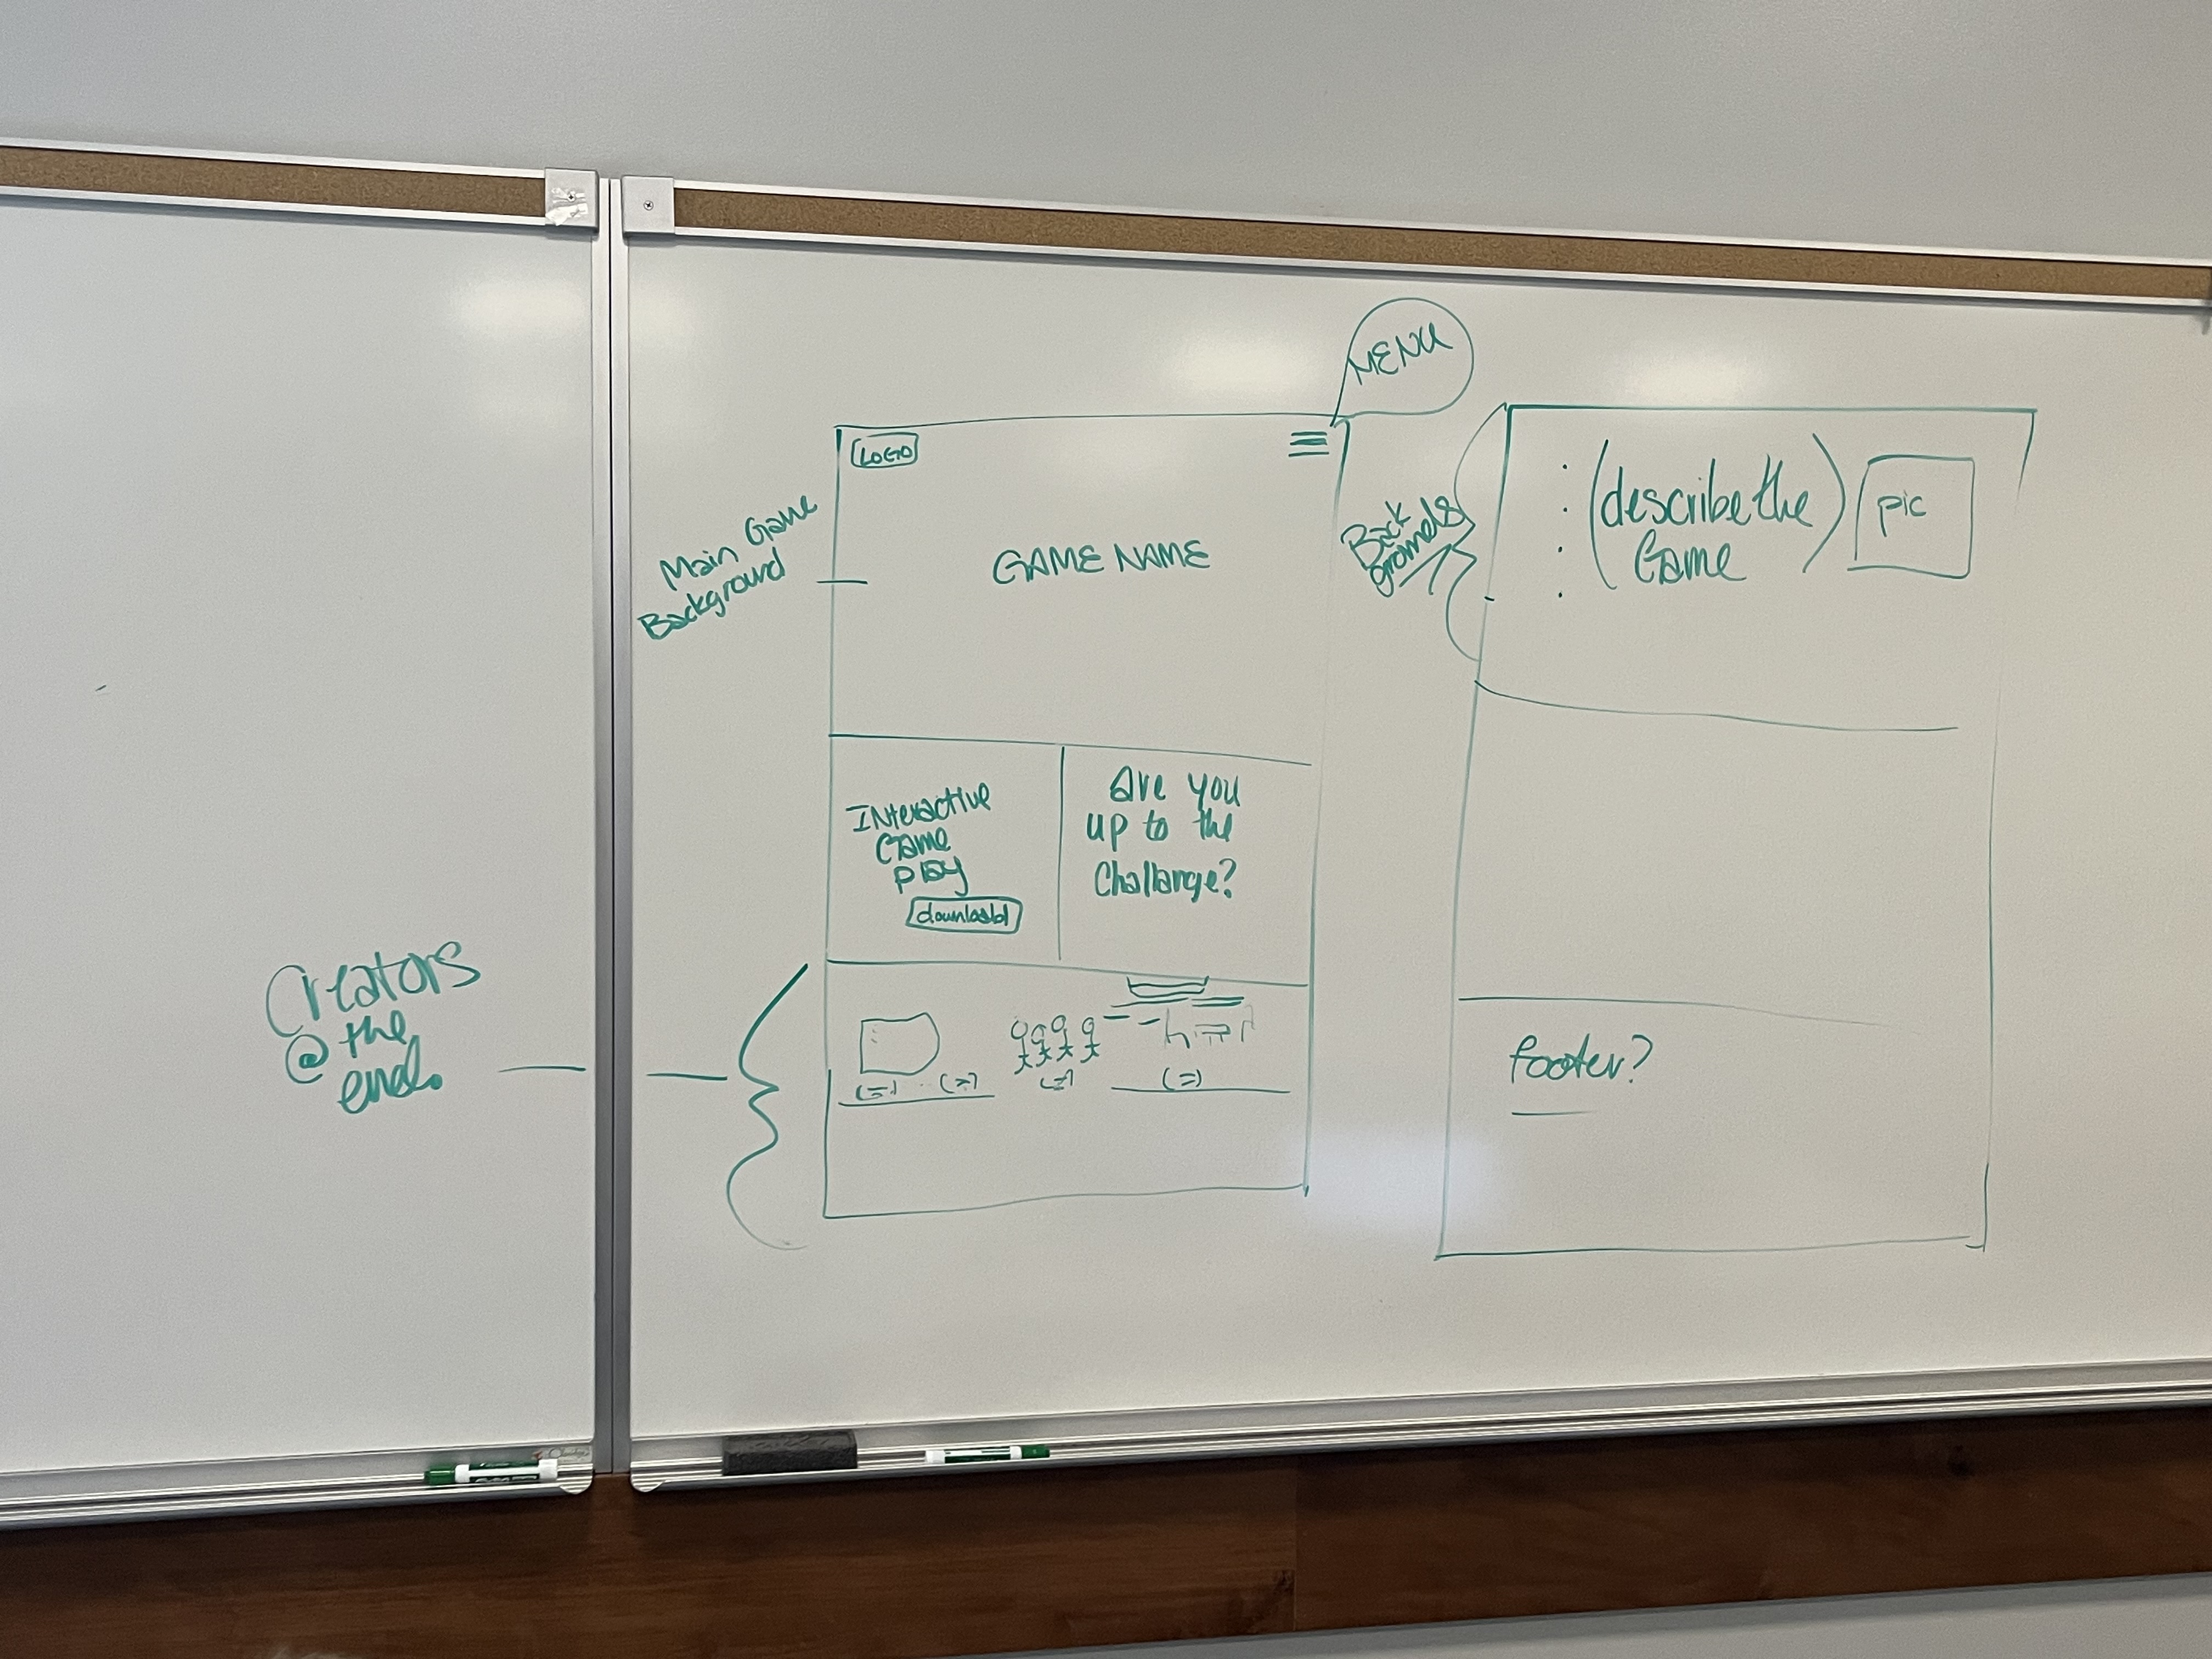 MENU
LOGO
Main Game
Background
GAME NAME
Back
grounds
(describe the
Game)
pic
Interactive
Game
Play
download
Are you
up to the
Challange?
Creators
@ the
end.
footer?